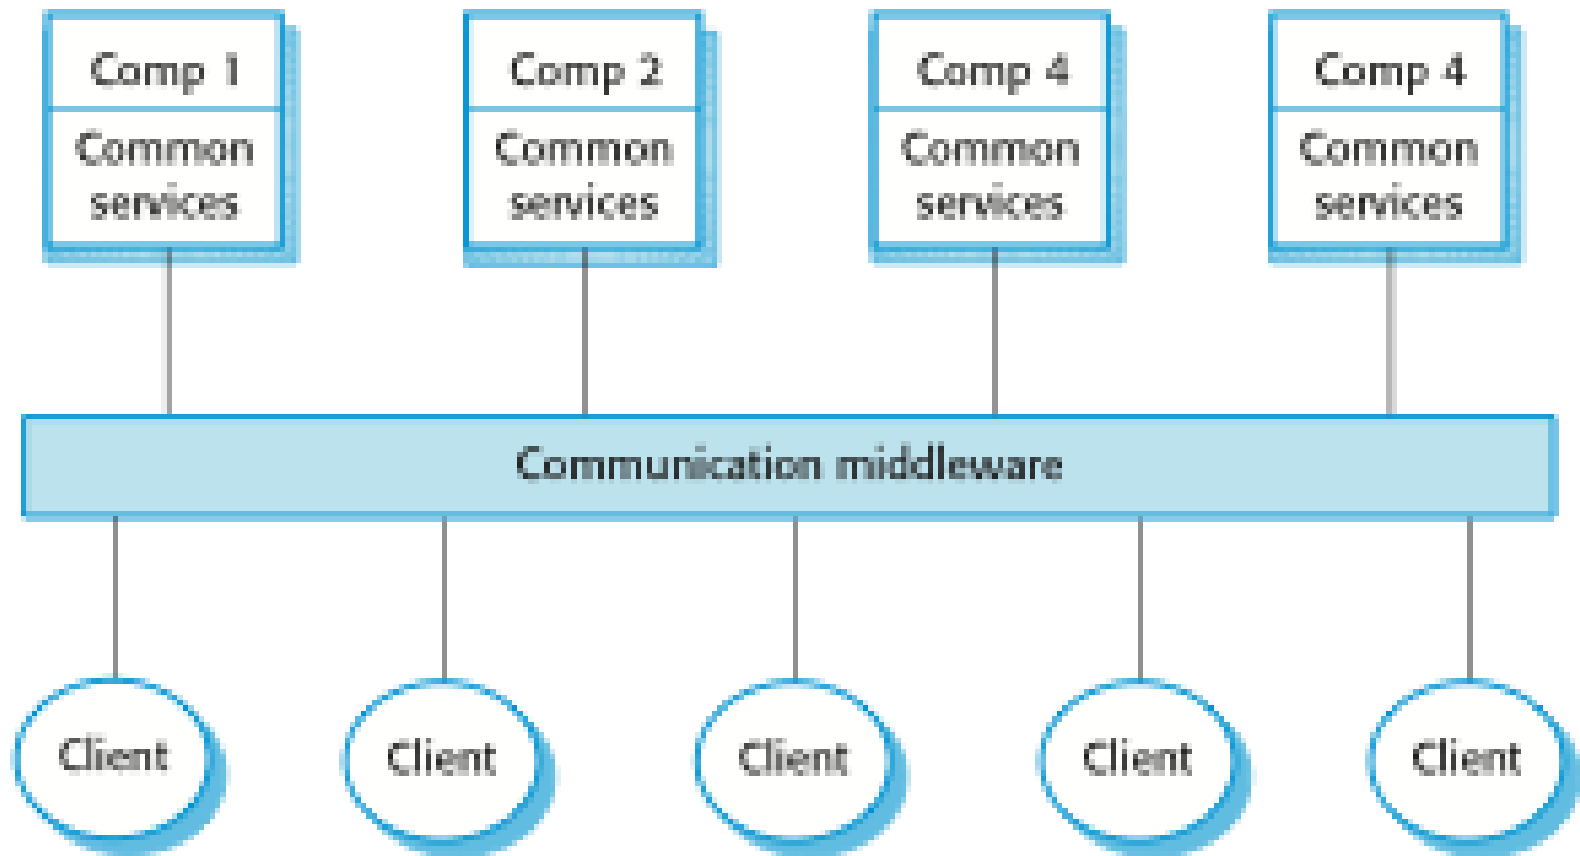 Comp 1
Common
services
Comp 2
Common
services
Comp 4
Common
services
Comp 4
Common
services
Communication middleware
Client
Client
Client
Client
Client